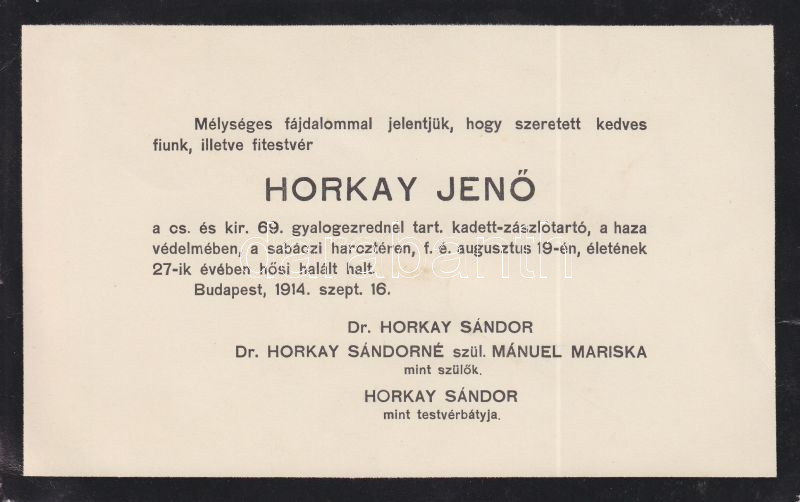 Mélységes fájdalommal jelentjük, hogy szeretett kedves
fiunk, illetve fitestvér
HORKAY JENŐ
a cs. és kir. 69. gyalogezrednel tart. kadett-zászlótartó, a haza
védelmében, a sabáczi harcztéren, f. é. augusztus 19-én, életének
27-ik évében hősi halált halt.
Budapest, 1914. szept. 16.
Dr. HORKAY SÁNDOR
Dr. HORKAY SÁNDORNÉ szül. MÁNUEL MARISKA
mint szülők.
HORKAY SÁNDOR
mint testvérbátyja.
darabanth